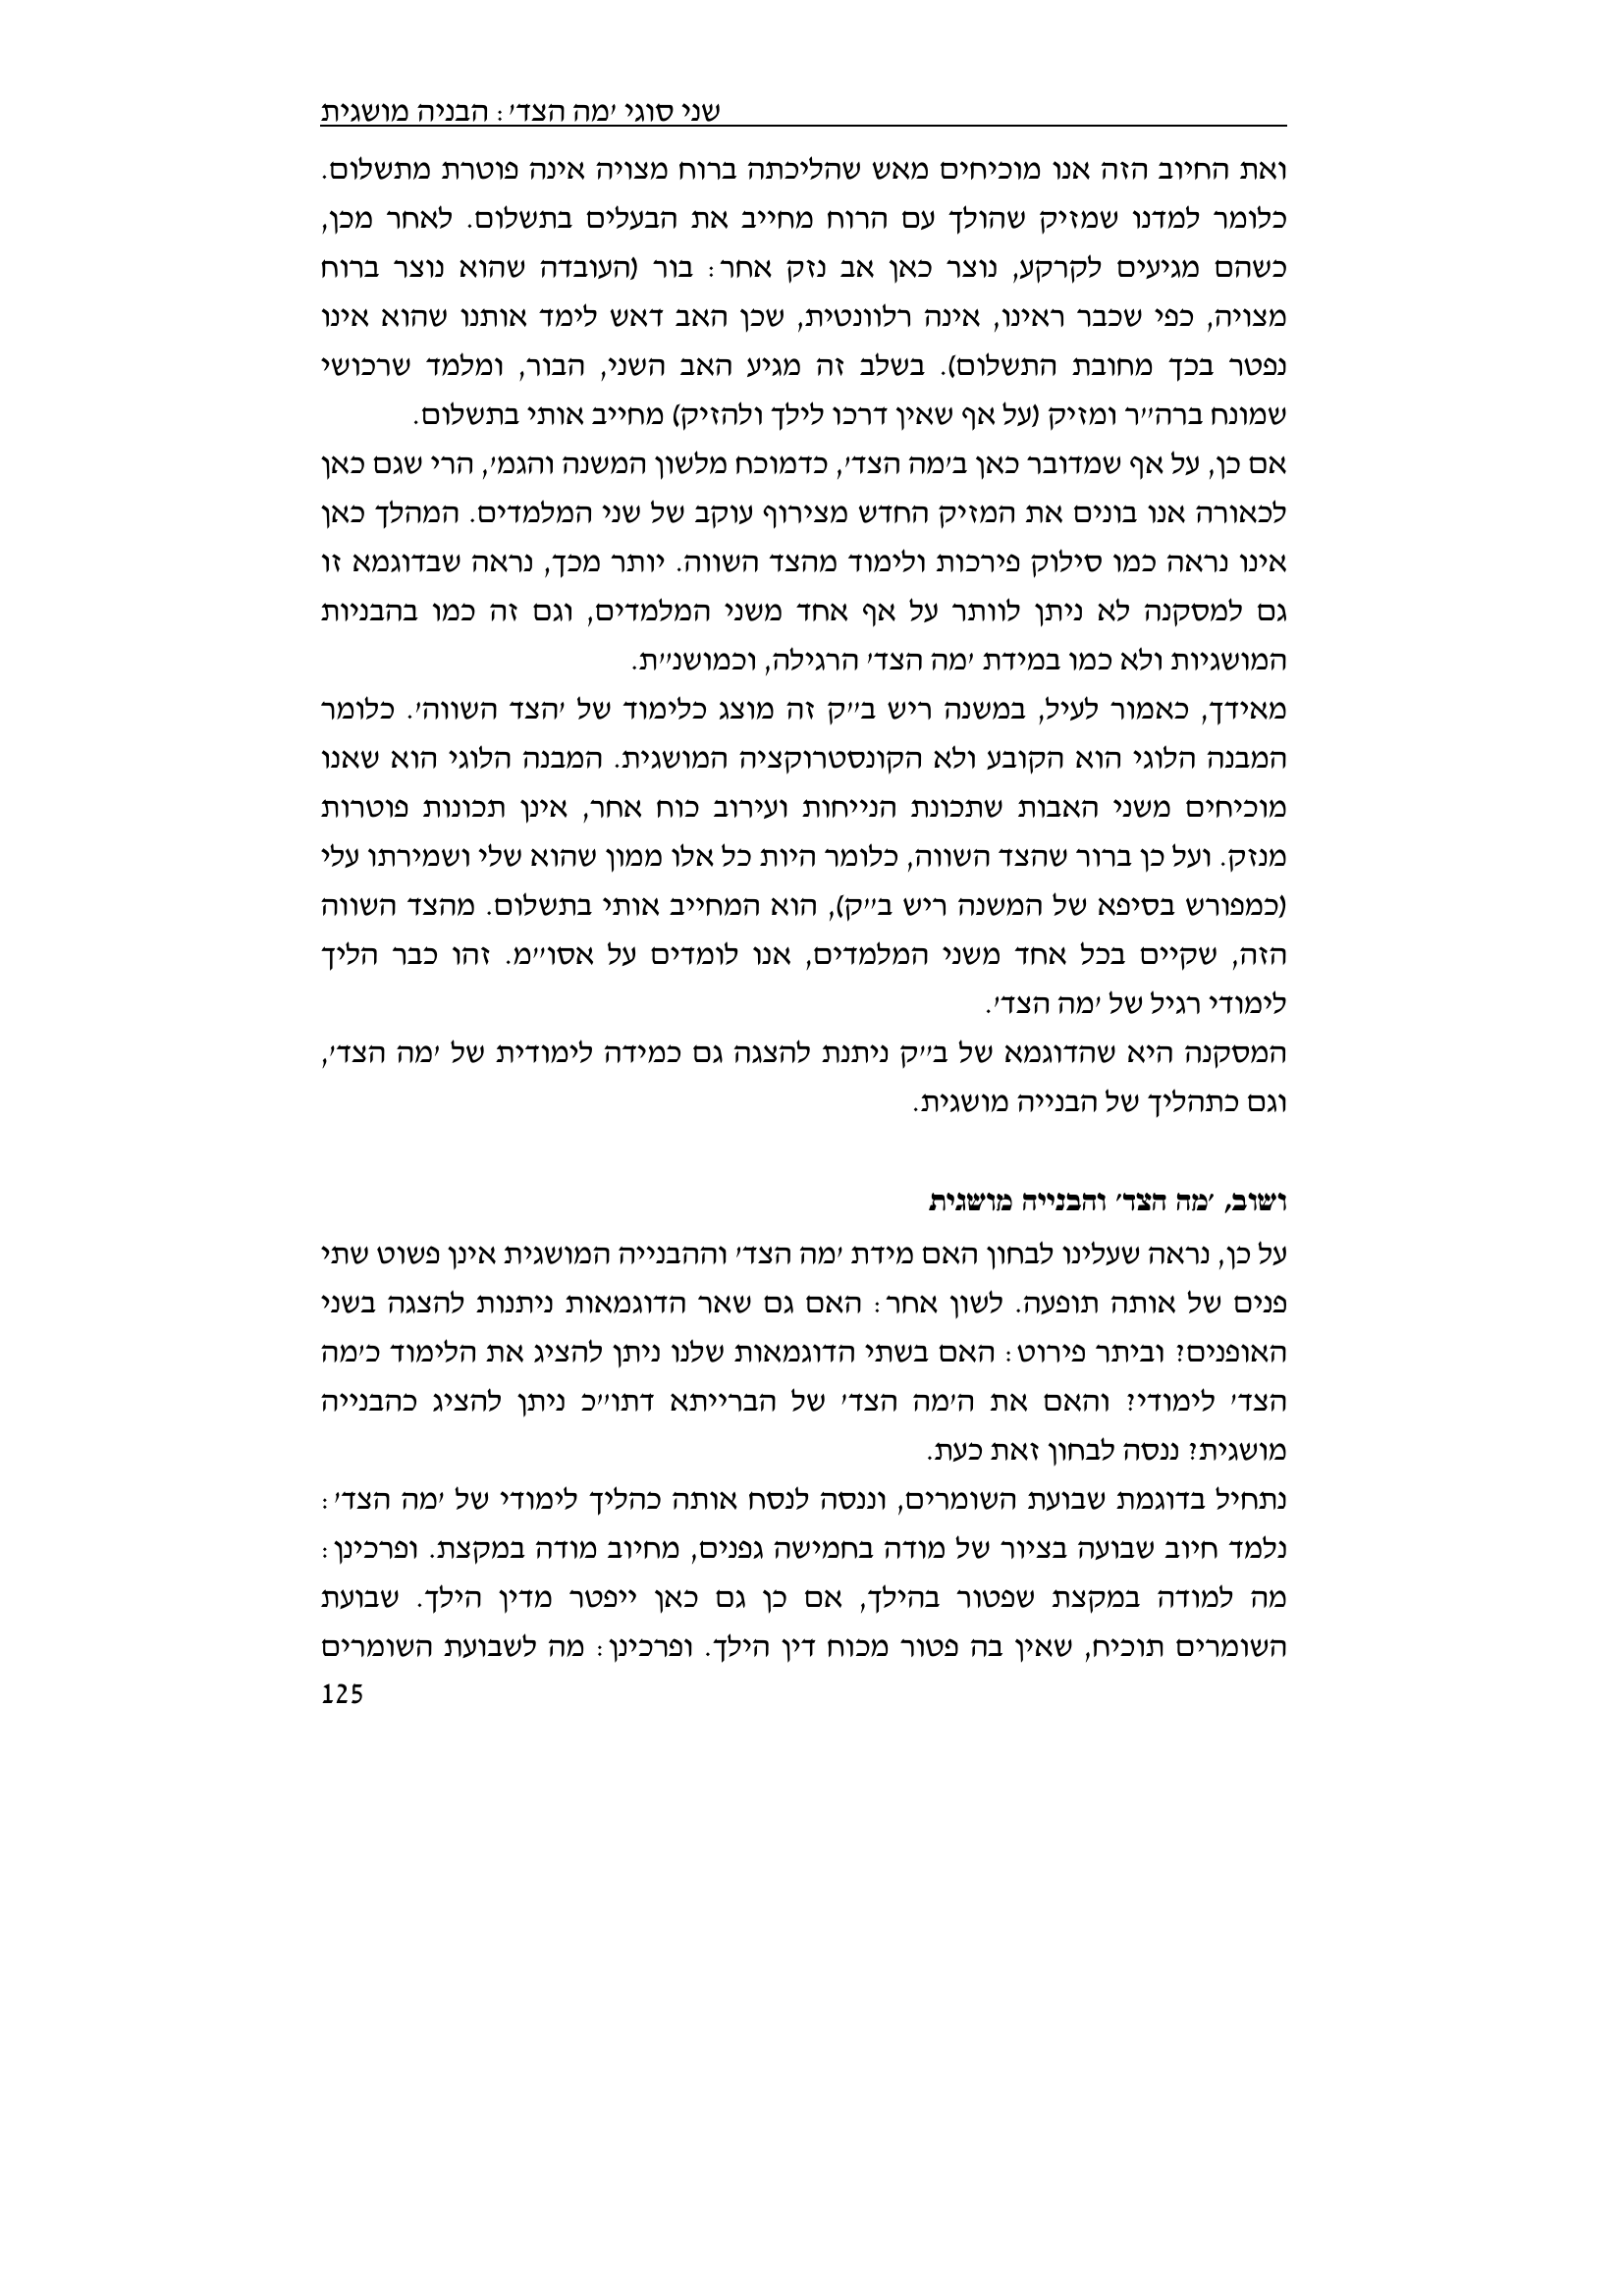 שני סוגי 'מה הצד': הבניה מושגית
ואת החיוב הזה אנו מוכיחים מאש שהליכתה ברוח מצויה אינה פוטרת מתשלום.
כלומר למדנו שמזיק שהולך עם הרוח מחייב את הבעלים בתשלום. לאחר מכן,
כשהם מגיעים לקרקע, נוצר כאן אב נזק אחר: בור (העובדה שהוא נוצר ברוח
מצויה, כפי שכבר ראינו, אינה רלוונטית, שכן האב דאש לימד אותנו שהוא אינו
נפטר בכך מחובת התשלום). בשלב זה מגיע האב השני, הבור, ומלמד שרכושי
שמונח ברה"ר ומזיק (על אף שאין דרכו לילך ולהזיק) מחייב אותי בתשלום.
אם כן, על אף שמדובר כאן ב'מה הצד', כדמוכח מלשון המשנה והגמ', הרי שגם כאן
לכאורה אנו בונים את המזיק החדש מצירוף עוקב של שני המלמדים. המהלך כאן
אינו נראה כמו סילוק פירכות ולימוד מהצד השווה. יותר מכך, נראה שבדוגמא זו
גם למסקנה לא ניתן לוותר על אף אחד משני המלמדים, וגם זה כמו בהבניות
המושגיות ולא כמו במידת 'מה הצד' הרגילה, וכמושנ"ת.
מאידך, כאמור לעיל, במשנה ריש ב"ק זה מוצג כלימוד של 'הצד השווה'. כלומר
המבנה הלוגי הוא הקובע ולא הקונסטרוקציה המושגית. המבנה הלוגי הוא שאנו
מוכיחים משני האבות שתכונת הנייחות ועירוב כוח אחר, אינן תכונות פוטרות
מנזק. ועל כן ברור שהצד השווה, כלומר היות כל אלו ממון שהוא שלי ושמירתו עלי
(כמפורש בסיפא של המשנה ריש ב"ק), הוא המחייב אותי בתשלום. מהצד השווה
הזה, שקיים בכל אחד משני המלמדים, אנו לומדים על אסו"מ. זהו כבר הליך
לימודי רגיל של 'מה הצד'.
המסקנה היא שהדוגמא של ב"ק ניתנת להצגה גם כמידה לימודית של 'מה הצד',
וגם כתהליך של הבנייה מושגית.
ושוב, 'מה הצד' והבנייה מושגית
על כן, נראה שעלינו לבחון האם מידת 'מה הצד' וההבנייה המושגית אינן פשוט שתי
פנים של אותה תופעה. לשון אחר: האם גם שאר הדוגמאות ניתנות להצגה בשני
האופנים? וביתר פירוט: האם בשתי הדוגמאות שלנו ניתן להציג את הלימוד כ'מה
הצד' לימודי? והאם את ה'מה הצד' של הברייתא דתו"כ ניתן להציג כהבנייה
מושגית? ננסה לבחון זאת כעת.
נתחיל בדוגמת שבועת השומרים, וננסה לנסח אותה כהליך לימודי של 'מה הצד':
נלמד חיוב שבועה בציור של מודה בחמישה גפנים, מחיוב מודה במקצת. ופרכינן:
מה למודה במקצת שפטור בהילך, אם כן גם כאן ייפטר מדין הילך. שבועת
השומרים תוכיח, שאין בה פטור מכוח דין הילך. ופרכינן: מה לשבועת השומרים
125